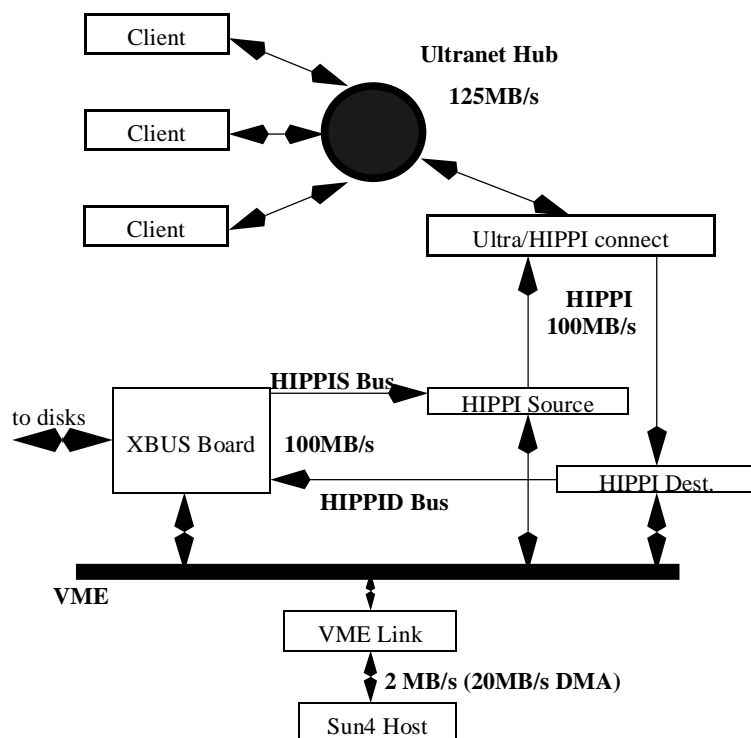 Client
Ultranet Hub
Client
125MB/s
Client
Ultra/HIPPI connect
HIPPI
100MB/s
HIPPIS Bus
HIPPI Source
to disks
XBUS Board
100MB/s
HIPPI Dest.
HIPPID Bus
VME
VME Link
2 MB/s (20MB/s DMA)
Sun4 Host